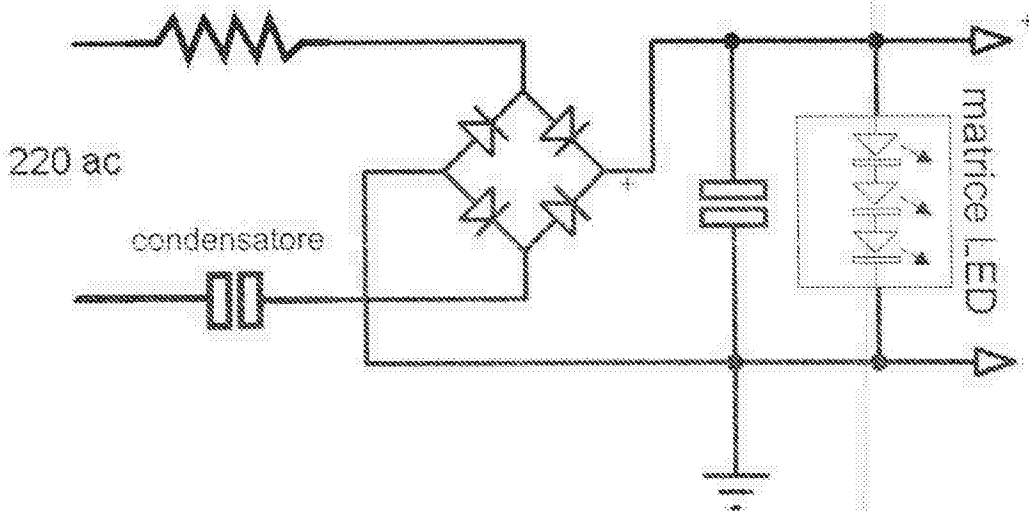 220 ac
condensatore
+
+
matrice LED